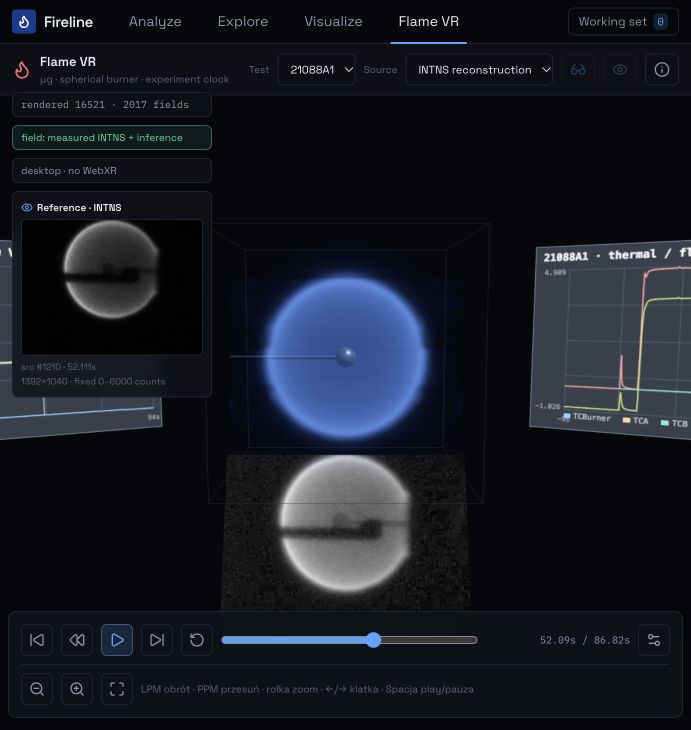 Fireline
Analyze
Explore
Visualize
Flame VR
Working set 0
Flame VR
µg · spherical burner · experiment clock
Test
21088A1
Source
INTNS reconstruction
rendered 16521 · 2017 fields
field: measured INTNS + inference
desktop · no WebXR
Reference · INTNS
src #1210 · 52.111s
1392×1040 · fixed 0–6000 counts
94s
21088A1 · thermal / fl
4.909
-1.026
TCBurner
TCA
TCB
52.09s / 86.82s
LPM obrót · PPM przesuń · rolka zoom · ←/→ klatka · Spacja play/pauza